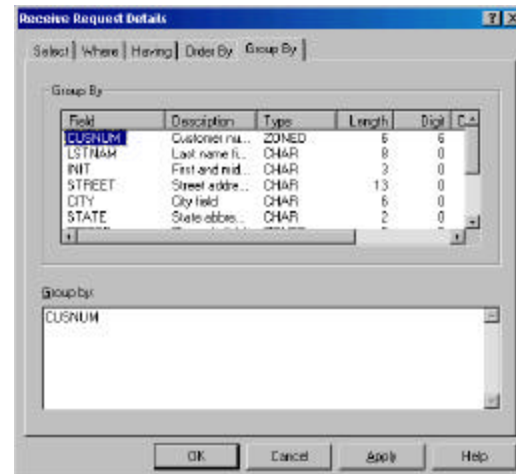 Receive Request Details
Select Where Having Order By Group By
Group By
Field Description Type Length Digit
CUSNUM Customer nu... ZONED 6 6
LSTNAM Last name fi... CHAR 8 0
INIT First and mid... CHAR 3 0
STREET Street addre... CHAR 13 0
CITY City field CHAR 6 0
STATE State abbre... CHAR 2 0
Group by:
CUSNUM
OK Cancel Apply Help